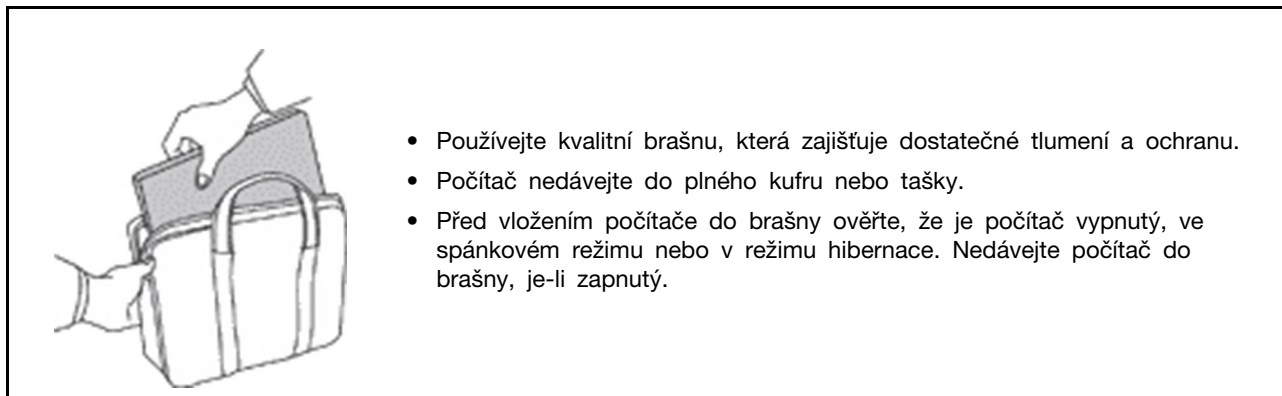 • Používejte kvalitní brašnu, která zajišťuje dostatečné tlumení a ochranu.
• Počítač nedávejte do plného kufru nebo tašky.
• Před vložením počítače do brašny ověřte, že je počítač vypnutý, ve
spánkovém režimu nebo v režimu hibernace. Nedávejte počítač do
brašny, je-li zapnutý.